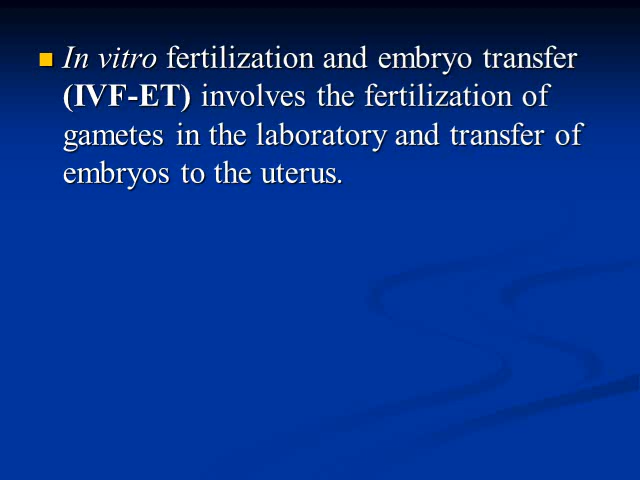 In vitro fertilization and embryo transfer
(IVF-ET) involves the fertilization of
gametes in the laboratory and transfer of
embryos to the uterus.